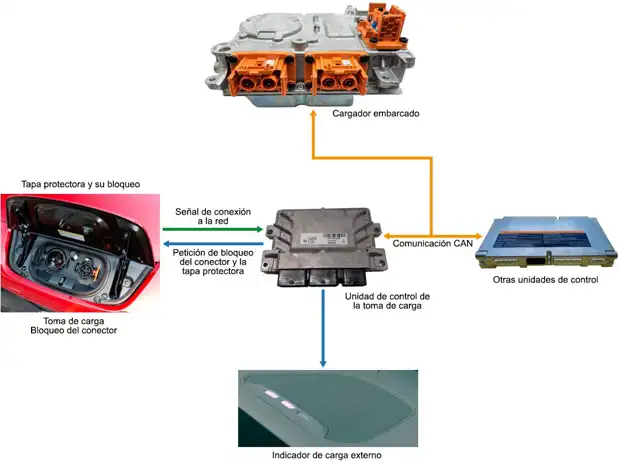 Cargador embarcado
Tapa protectora y su bloqueo
Señal de conexión
a la red
Petición de bloqueo
del conector y la
tapa protectora
Comunicación CAN
Otras unidades de control
Unidad de control de
la toma de carga
Toma de carga
Bloqueo del conector
Indicador de carga externo